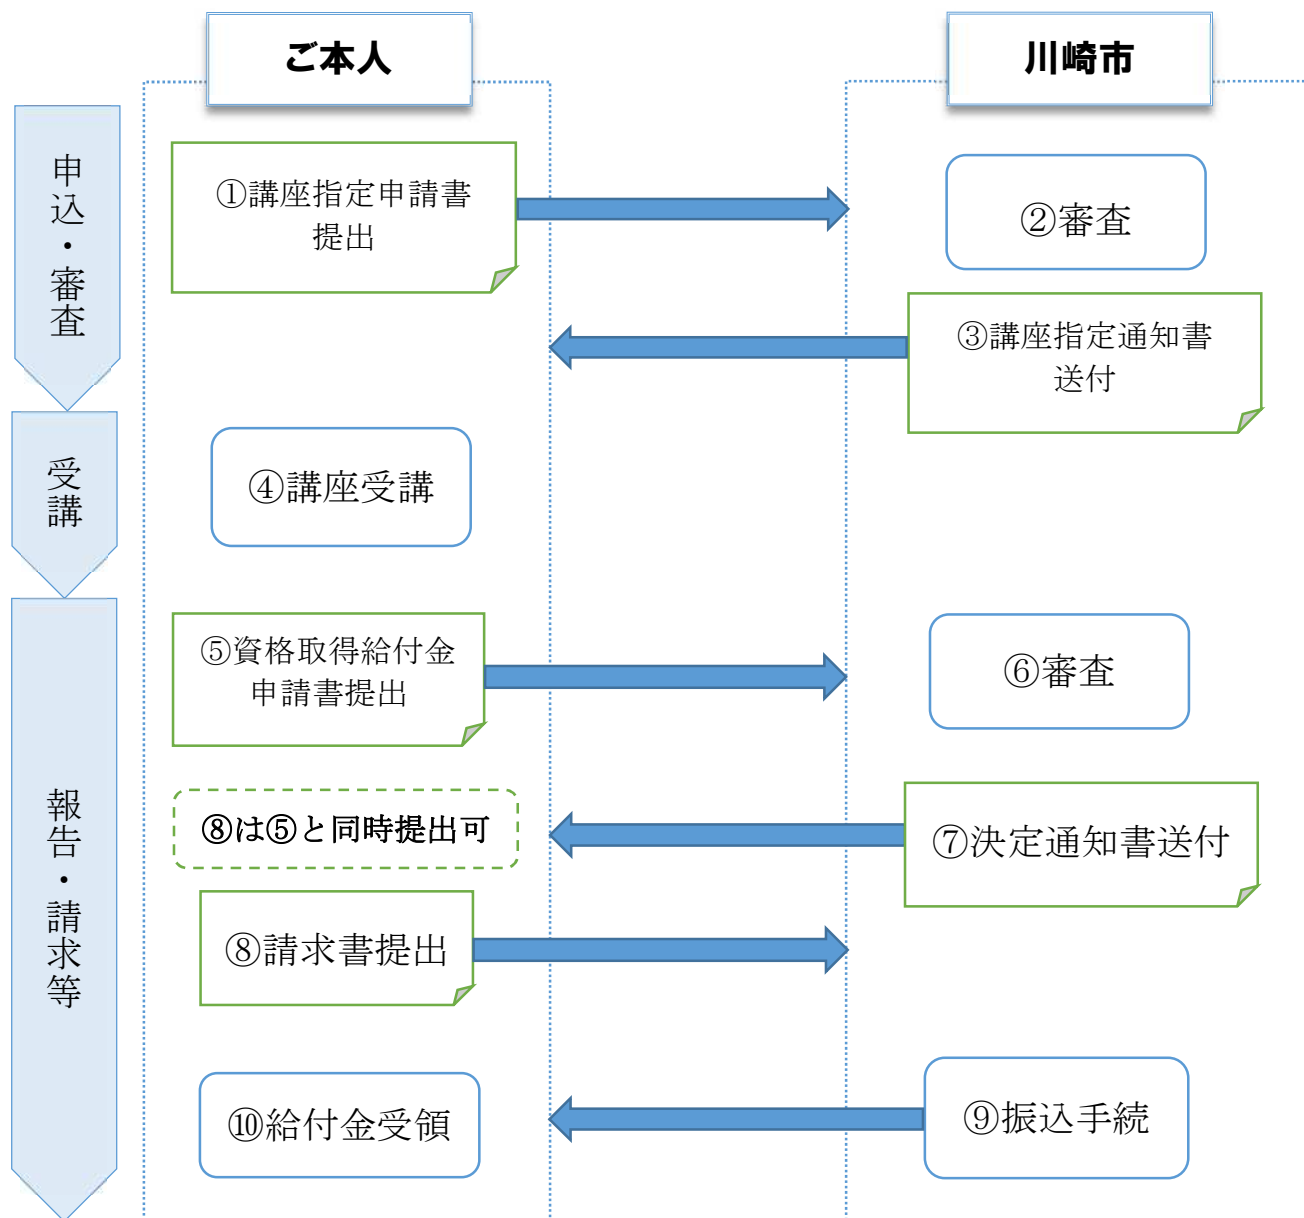 ご本人
川崎市
申込・審査
①講座指定申請書
提出
②審査
③講座指定通知書
送付
受講
④講座受講
報告・請求等
⑤資格取得給付金
申請書提出
⑥審査
⑧は⑤と同時提出可
⑦決定通知書送付
⑧請求書提出
⑩給付金受領
⑨振込手続